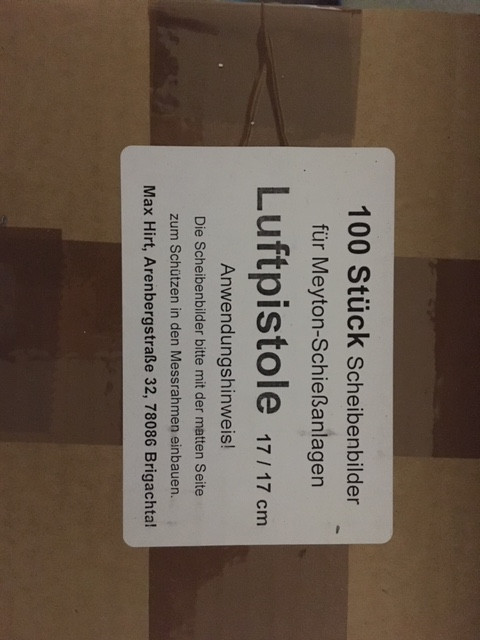 100 Stück Scheibenbilder
für Meyton-Schießanlagen
Luftpistole 17 / 17 cm
Anwendungshinweis!
Die Scheibenbilder bitte mit der matten Seite
zum Schützen in den Messrahmen einbauen.
Max Hirt, Arenbergstraße 32, 78086 Brigachtal